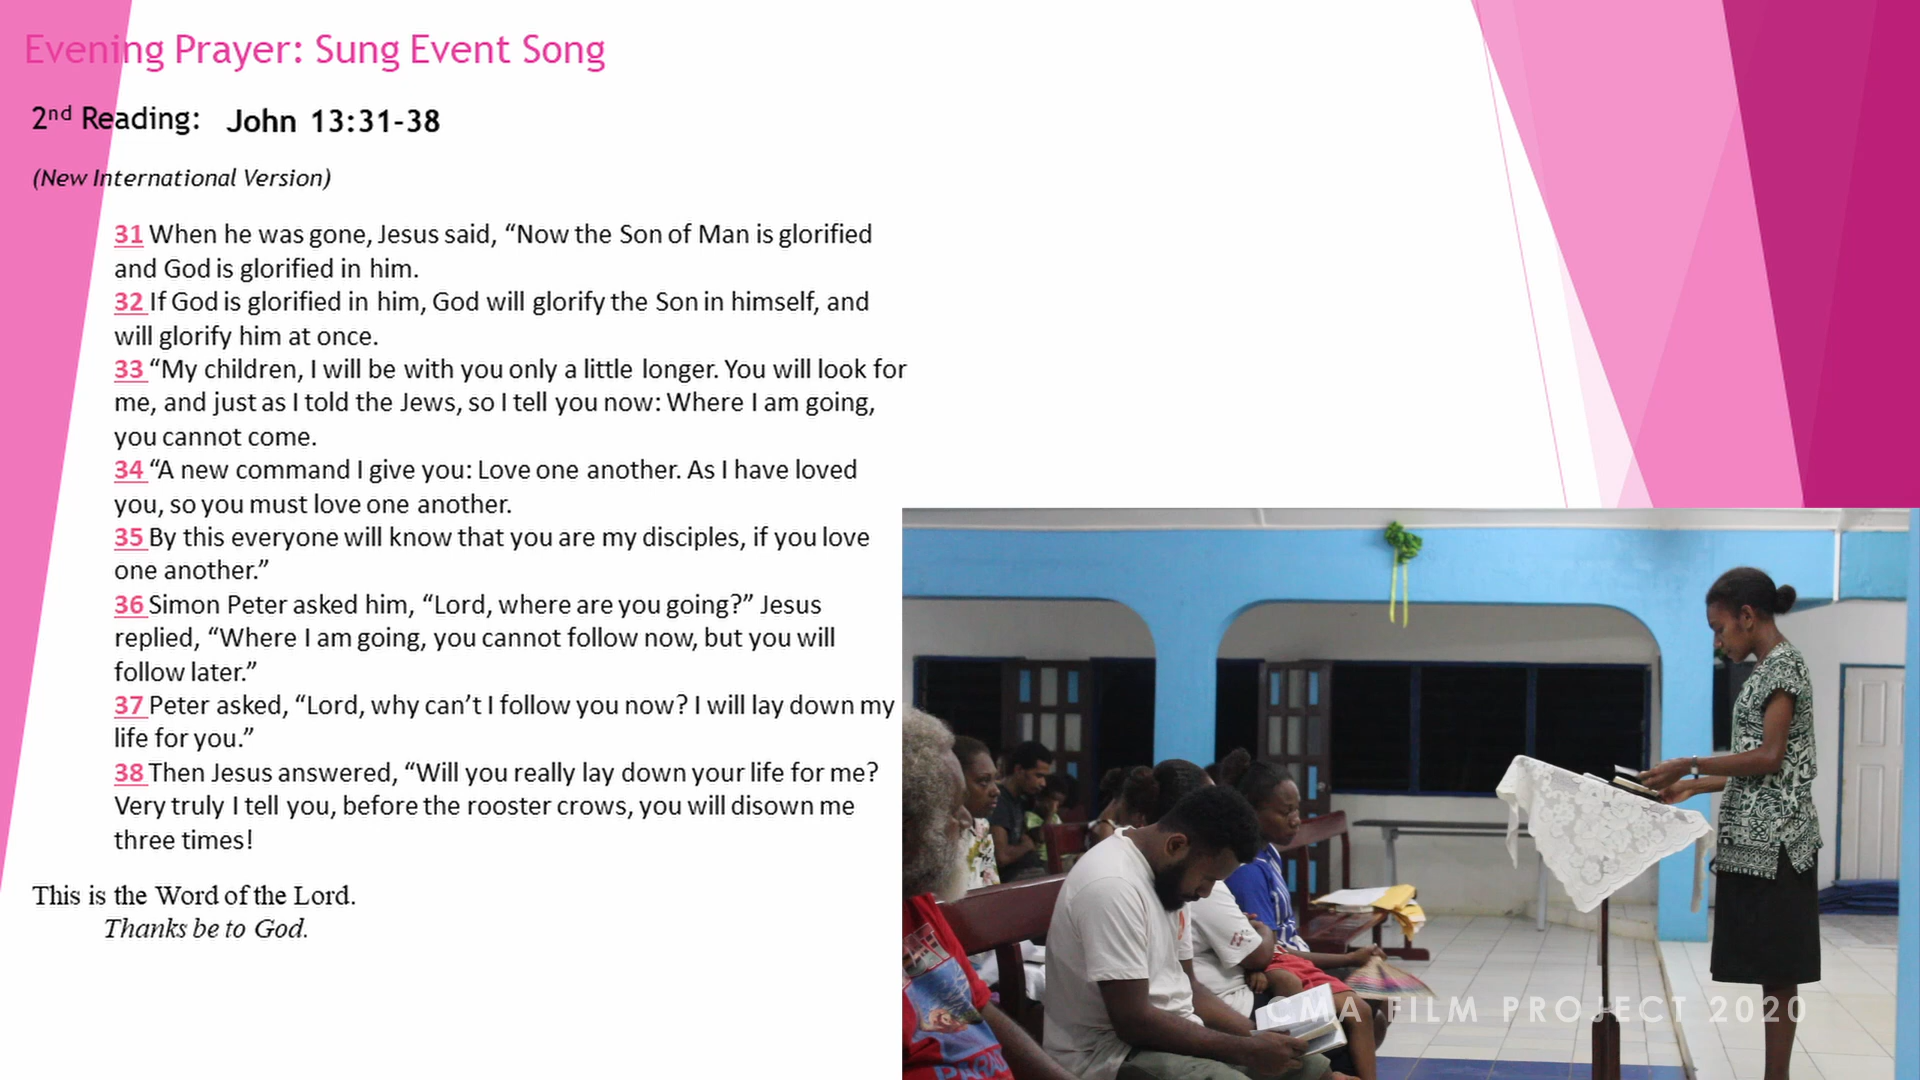 Evening Prayer: Sung Event Song
2nd Reading: John 13:31-38
(New International Version)
31 When he was gone, Jesus said, “Now the Son of Man is glorified
and God is glorified in him.
32 If God is glorified in him, God will glorify the Son in himself, and
will glorify him at once.
33 “My children, I will be with you only a little longer. You will look for
me, and just as I told the Jews, so I tell you now: Where I am going,
you cannot come.
34 “A new command I give you: Love one another. As I have loved
you, so you must love one another.
35 By this everyone will know that you are my disciples, if you love
one another.”
36 Simon Peter asked him, “Lord, where are you going?” Jesus
replied, “Where I am going, you cannot follow now, but you will
follow later.”
37 Peter asked, “Lord, why can’t I follow you now? I will lay down my
life for you.”
38 Then Jesus answered, “Will you really lay down your life for me?
Very truly I tell you, before the rooster crows, you will disown me
three times!
This is the Word of the Lord.
Thanks be to God.
CMA FILM PROJECT 2020